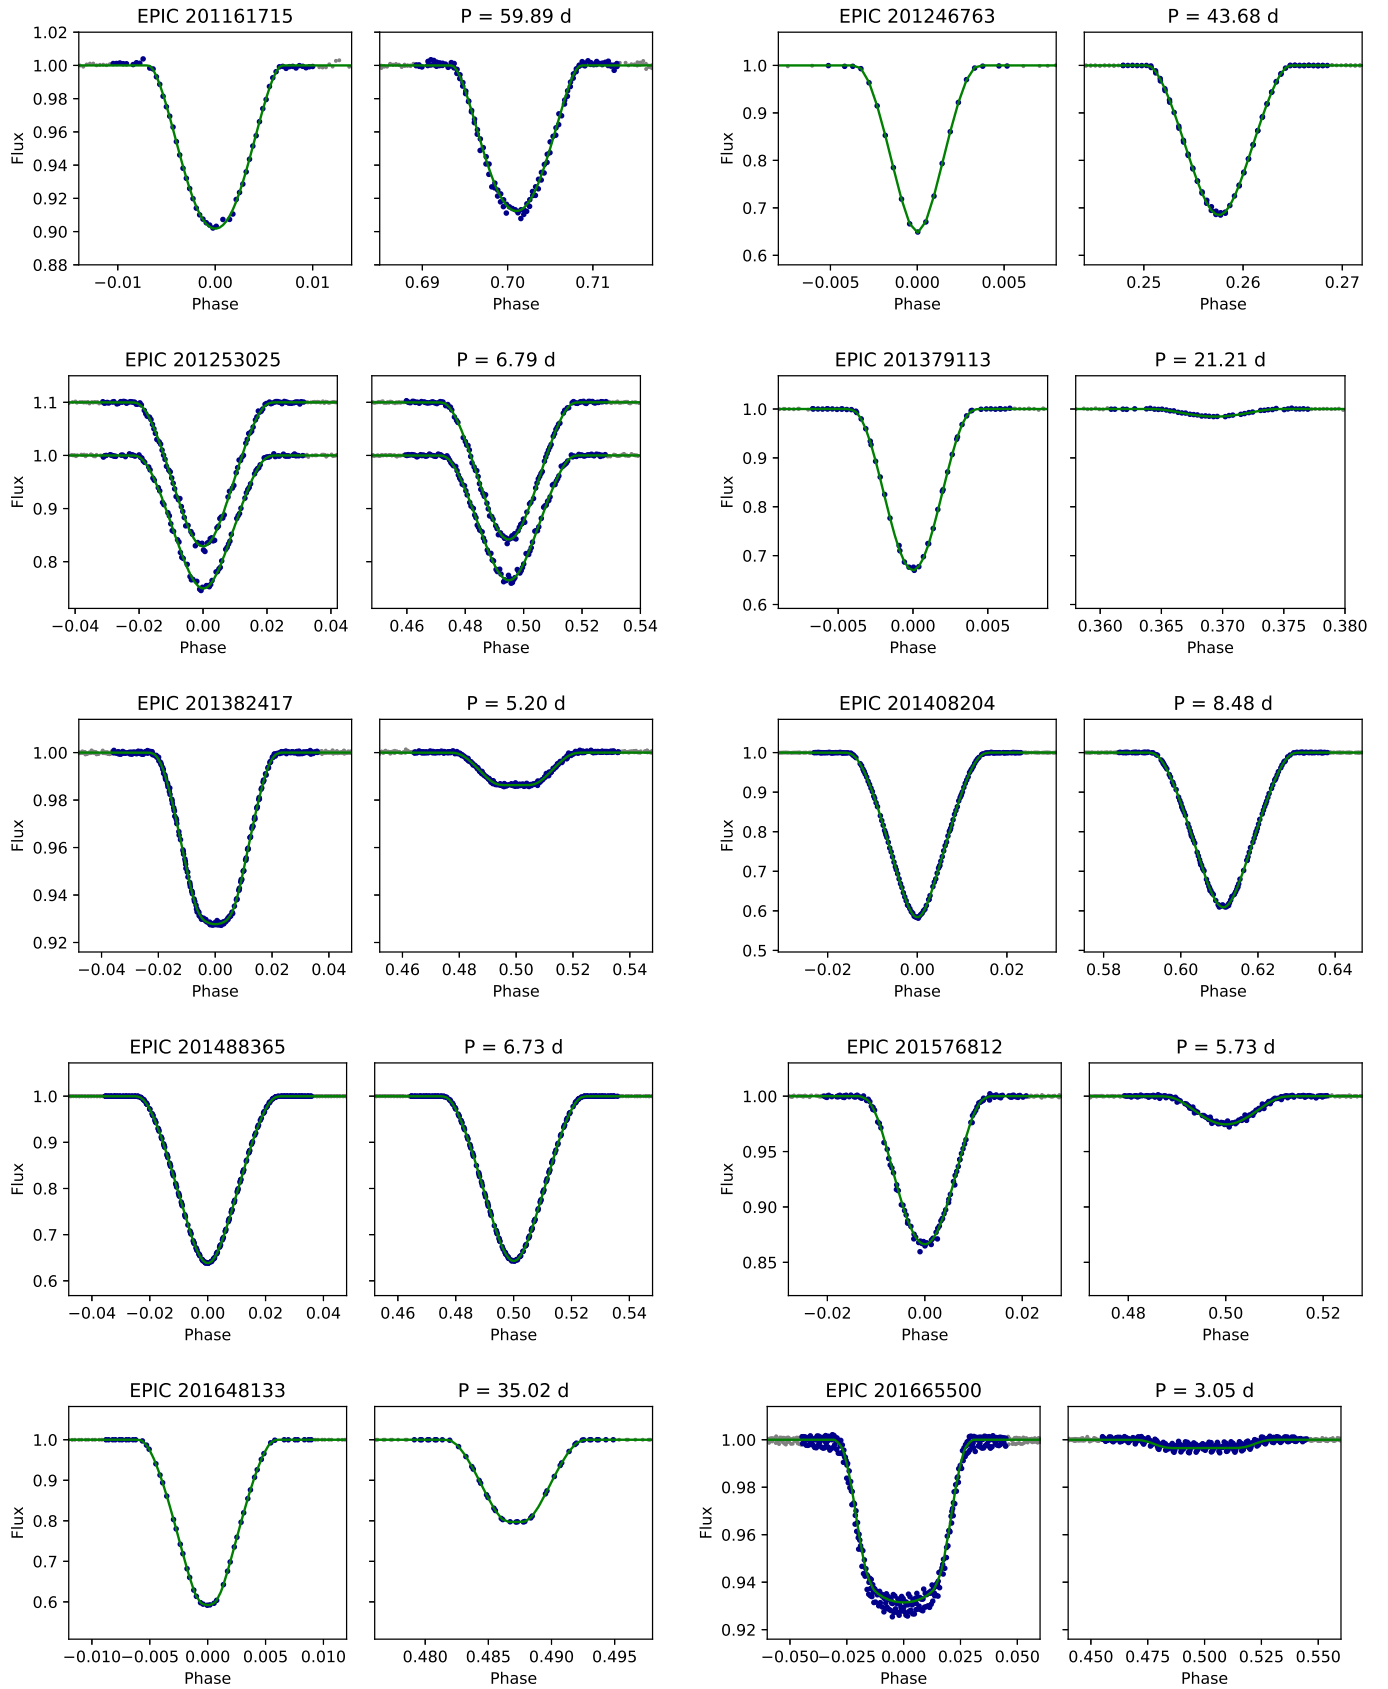 EPIC 201161715
P = 59.89 d
1.02
1.00
0.98
0.96
0.94
0.92
0.90
0.88
Flux
−0.01 0.00 0.01
Phase
0.69 0.70 0.71
Phase
EPIC 201246763
P = 43.68 d
1.0
0.9
0.8
0.7
0.6
Flux
−0.005 0.000 0.005
Phase
0.25 0.26 0.27
Phase
EPIC 201253025
P = 6.79 d
1.1
1.0
0.9
0.8
Flux
−0.04 −0.02 0.00 0.02 0.04
Phase
0.46 0.48 0.50 0.52 0.54
Phase
EPIC 201379113
P = 21.21 d
1.0
0.9
0.8
0.7
0.6
Flux
−0.005 0.000 0.005
Phase
0.360 0.365 0.370 0.375 0.380
Phase
EPIC 201382417
P = 5.20 d
1.00
0.98
0.96
0.94
0.92
Flux
−0.04 −0.02 0.00 0.02 0.04
Phase
0.46 0.48 0.50 0.52 0.54
Phase
EPIC 201408204
P = 8.48 d
1.0
0.9
0.8
0.7
0.6
0.5
Flux
−0.02 0.00 0.02
Phase
0.58 0.60 0.62 0.64
Phase
EPIC 201488365
P = 6.73 d
1.0
0.9
0.8
0.7
0.6
Flux
−0.04 −0.02 0.00 0.02 0.04
Phase
0.46 0.48 0.50 0.52 0.54
Phase
EPIC 201576812
P = 5.73 d
1.00
0.95
0.90
0.85
Flux
−0.02 0.00 0.02
Phase
0.48 0.50 0.52
Phase
EPIC 201648133
P = 35.02 d
1.0
0.9
0.8
0.7
0.6
Flux
−0.010 −0.005 0.000 0.005 0.010
Phase
0.480 0.485 0.490 0.495
Phase
EPIC 201665500
P = 3.05 d
1.00
0.98
0.96
0.94
0.92
Flux
−0.050 −0.025 0.000 0.025 0.050
Phase
0.450 0.475 0.500 0.525 0.550
Phase